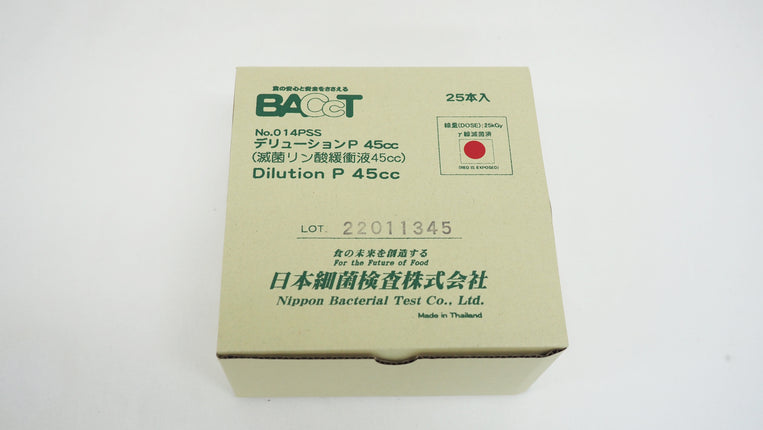 食の安心と安全をささえる
BACcT
25本入
No.014PSS
デリューションP 45cc
(滅菌リン酸緩衝液45cc)
Dilution P 45cc
線量(DOSE):25kGy
γ線滅菌済
(RED IS EXPOSED)
LOT. 22011345
食の未来を創造する
For the Future of Food
日本細菌検査株式会社
Nippon Bacterial Test Co., Ltd.
Made in Thailand